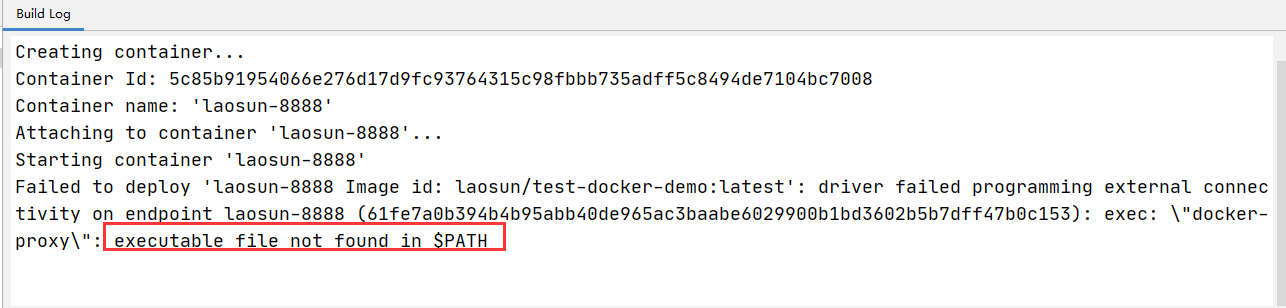 Build Log
Creating container...
Container Id: 5c85b91954066e276d17d9fc93764315c98fbbb735adff5c8494de7104bc7008
Container name: 'laosun-8888'
Attaching to container 'laosun-8888'...
Starting container 'laosun-8888'
Failed to deploy 'laosun-8888 Image id: laosun/test-docker-demo:latest': driver failed programming external connec
tivity on endpoint laosun-8888 (61fe7a0b394b4b95abb40de965ac3baabe6029900b1bd3602b5b7dff47b0c153): exec: \"docker-
proxy\": executable file not found in $PATH